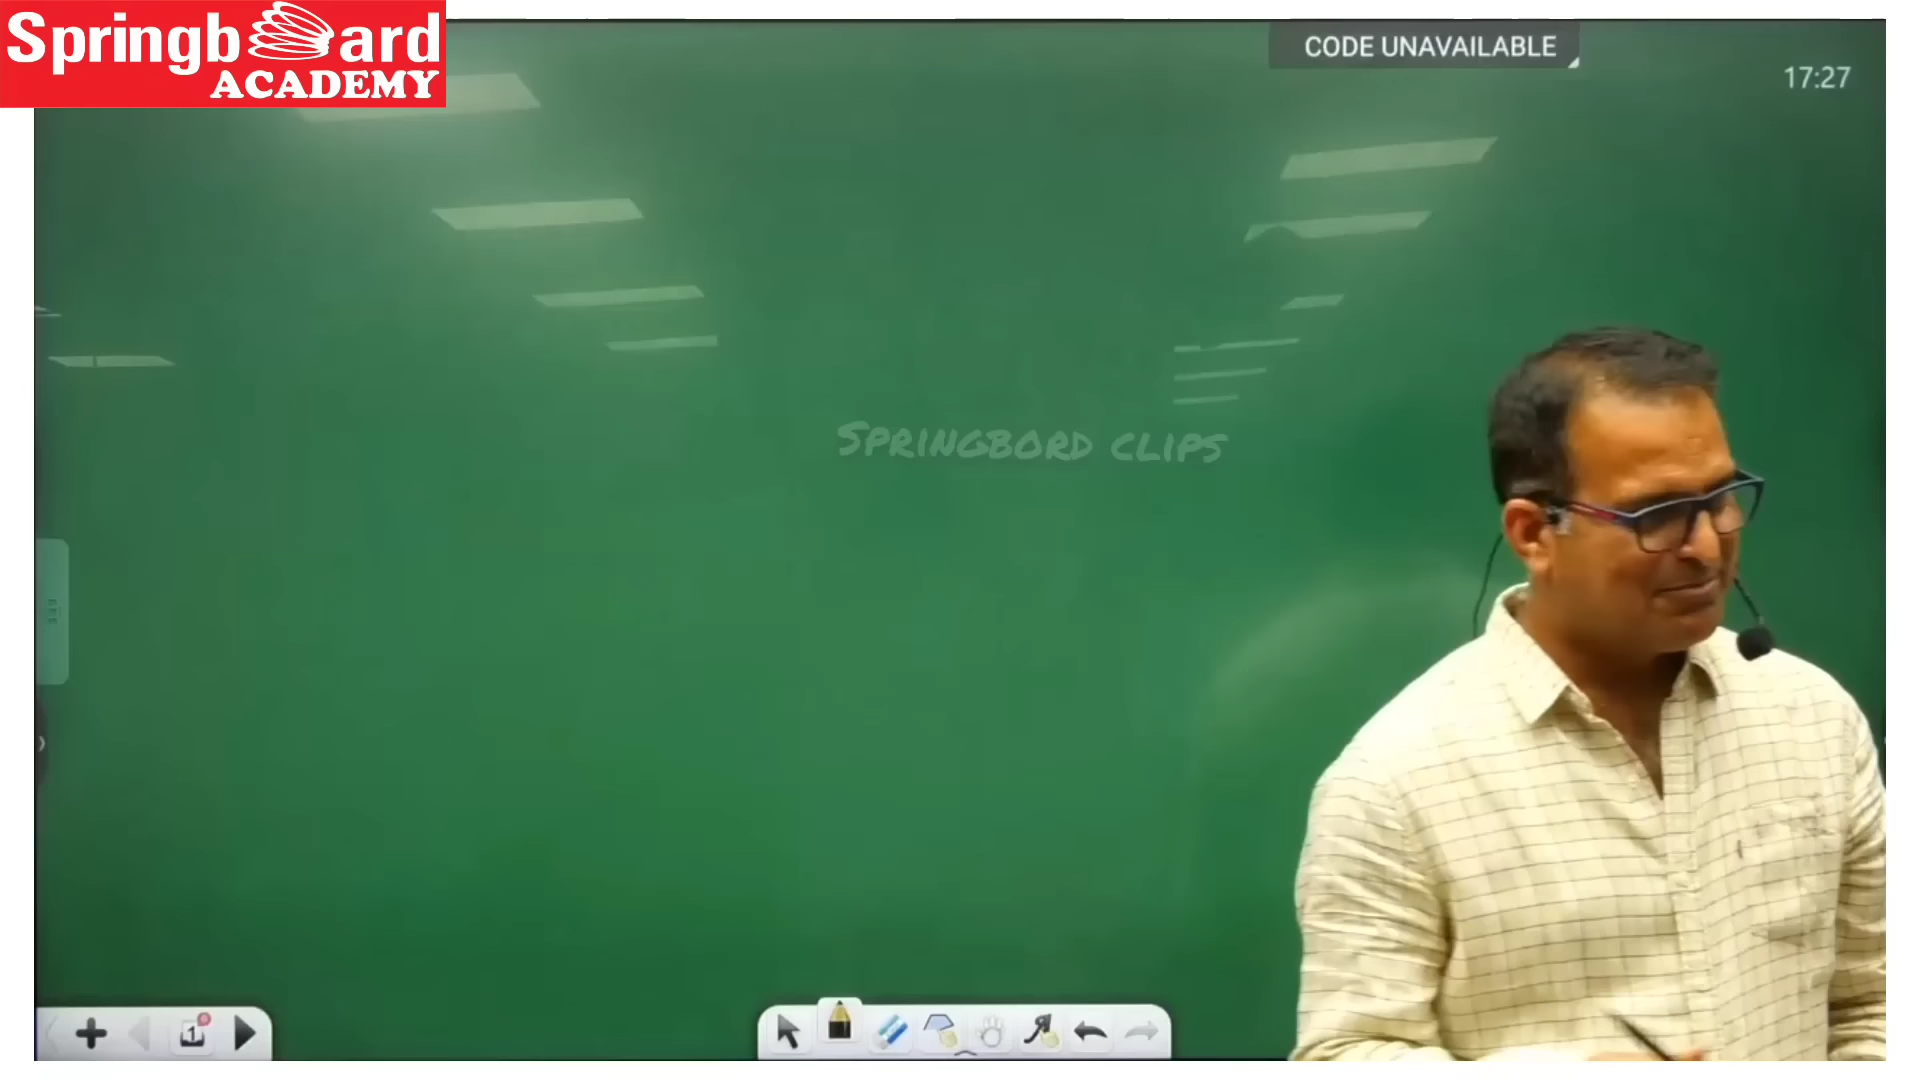 Springboard
ACADEMY
CODE UNAVAILABLE
17:27
SPRINGBORD CLIPS
1